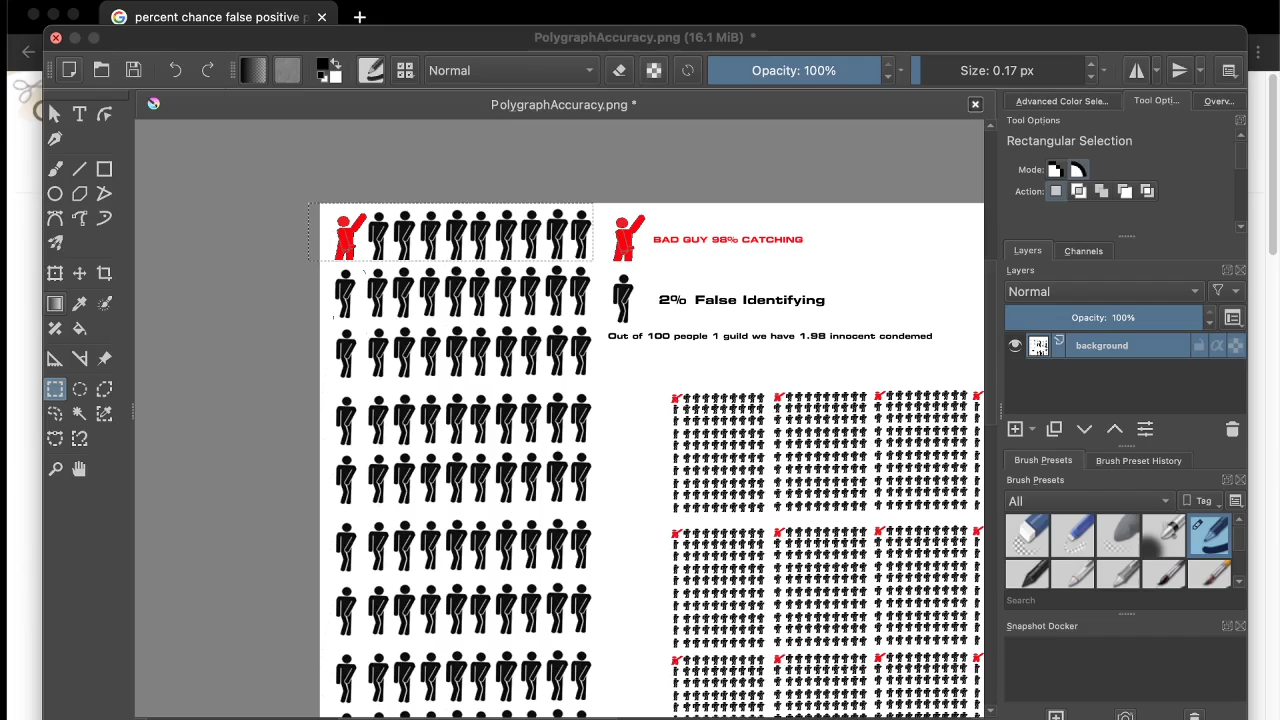 percent chance false positive p
PolygraphAccuracy.png (16.1 MiB) *
Normal
Opacity: 100%
Size: 0.17 px
PolygraphAccuracy.png *
Advanced Color Sele...
Tool Opti...
Overv...
Tool Options
Rectangular Selection
Mode:
Action:
BAD GUY 98% CATCHING
2% False Identifying
Out of 100 people 1 guild we have 1.98 innocent condemed
Layers
Channels
Layers
Normal
Opacity: 100%
background
Brush Presets
Brush Preset History
Brush Presets
All
Tag
Search
Snapshot Docker